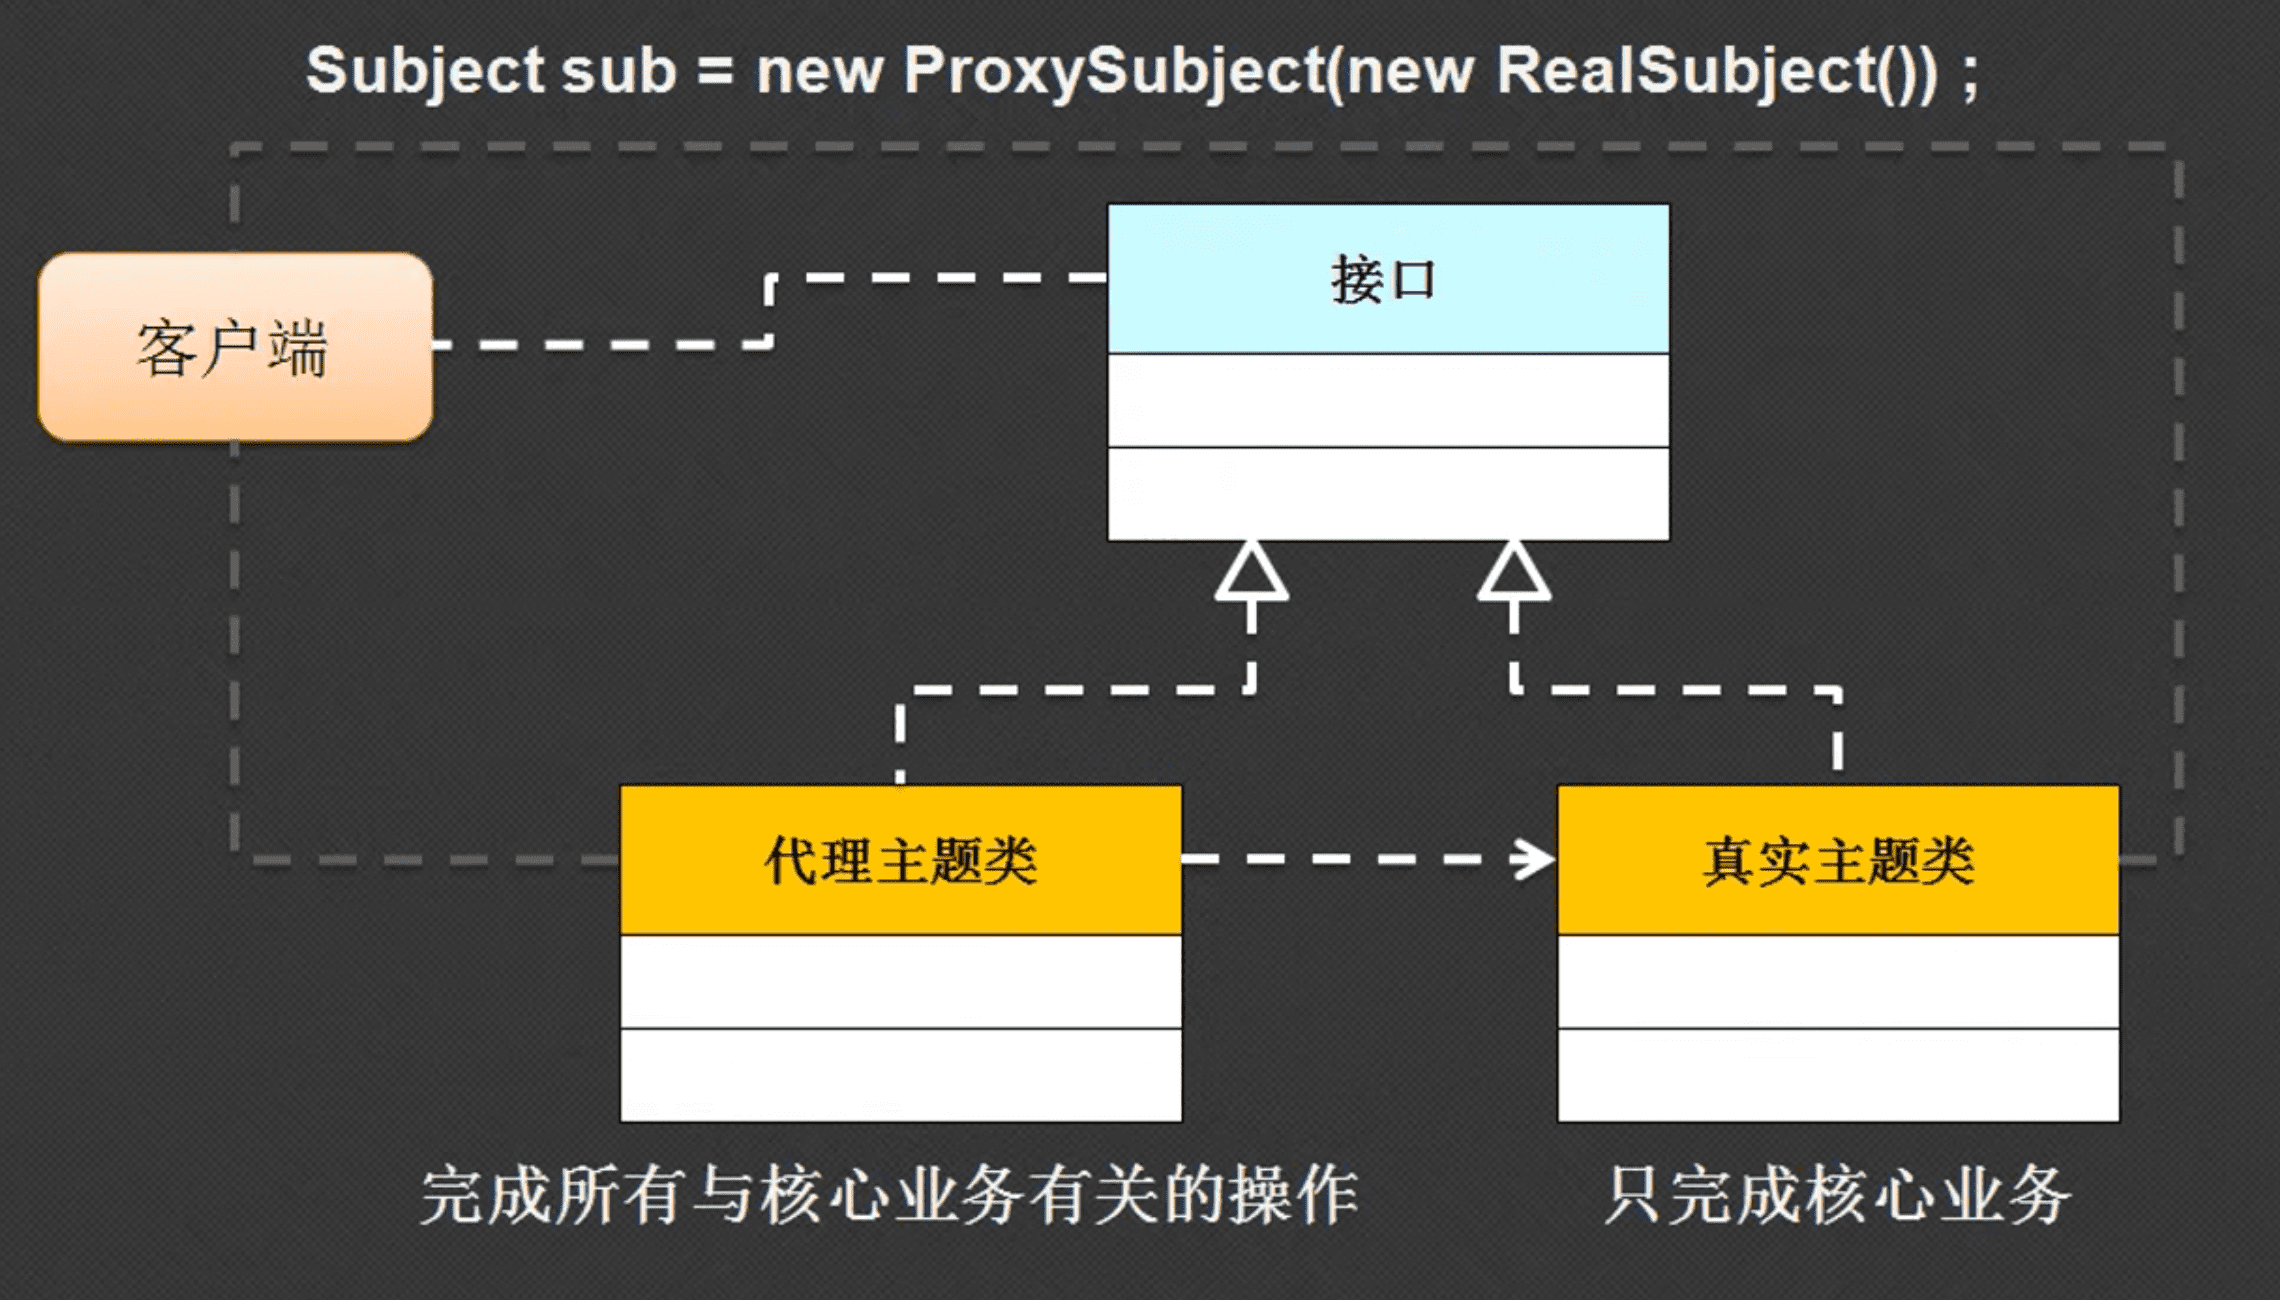 Subject sub = new ProxySubject(new RealSubject()) ;
接口
客户端
代理主题类
真实主题类
完成所有与核心业务有关的操作
只完成核心业务